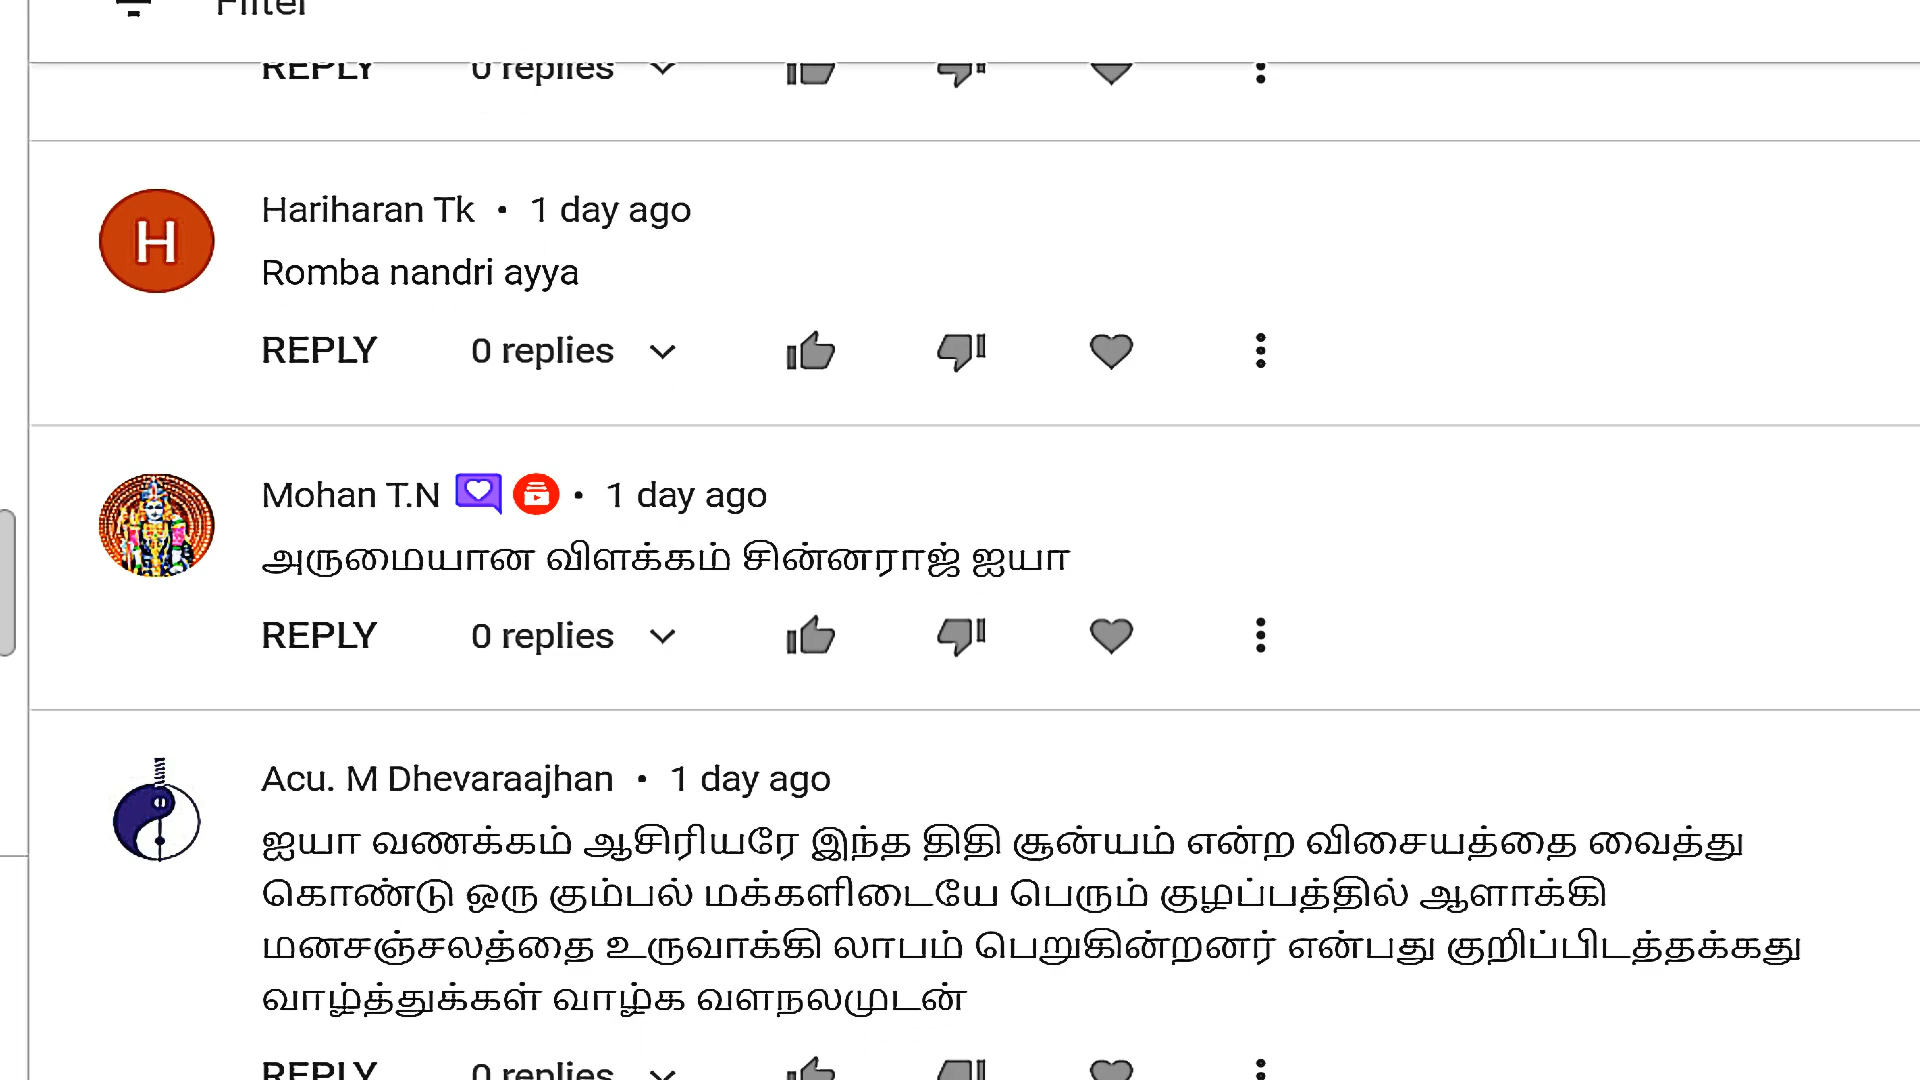 Filter
REPLY 0 replies
H
Hariharan Tk • 1 day ago
Romba nandri ayya
REPLY 0 replies
Mohan T.N • 1 day ago
அருமையான விளக்கம் சின்னராஜ் ஐயா
REPLY 0 replies
Acu. M Dhevaraajhan • 1 day ago
ஐயா வணக்கம் ஆசிரியரே இந்த திதி சூன்யம் என்ற விசையத்தை வைத்து
கொண்டு ஒரு கும்பல் மக்களிடையே பெரும் குழப்பத்தில் ஆளாக்கி
மனசஞ்சலத்தை உருவாக்கி லாபம் பெறுகின்றனர் என்பது குறிப்பிடத்தக்கது
வாழ்த்துக்கள் வாழ்க வளநலமுடன்
REPLY 0 replies